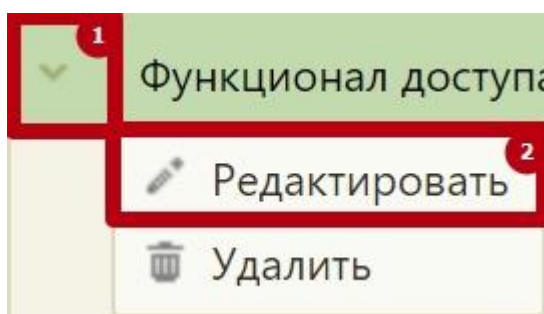 1
Функционал доступа
2
Редактировать
Удалить